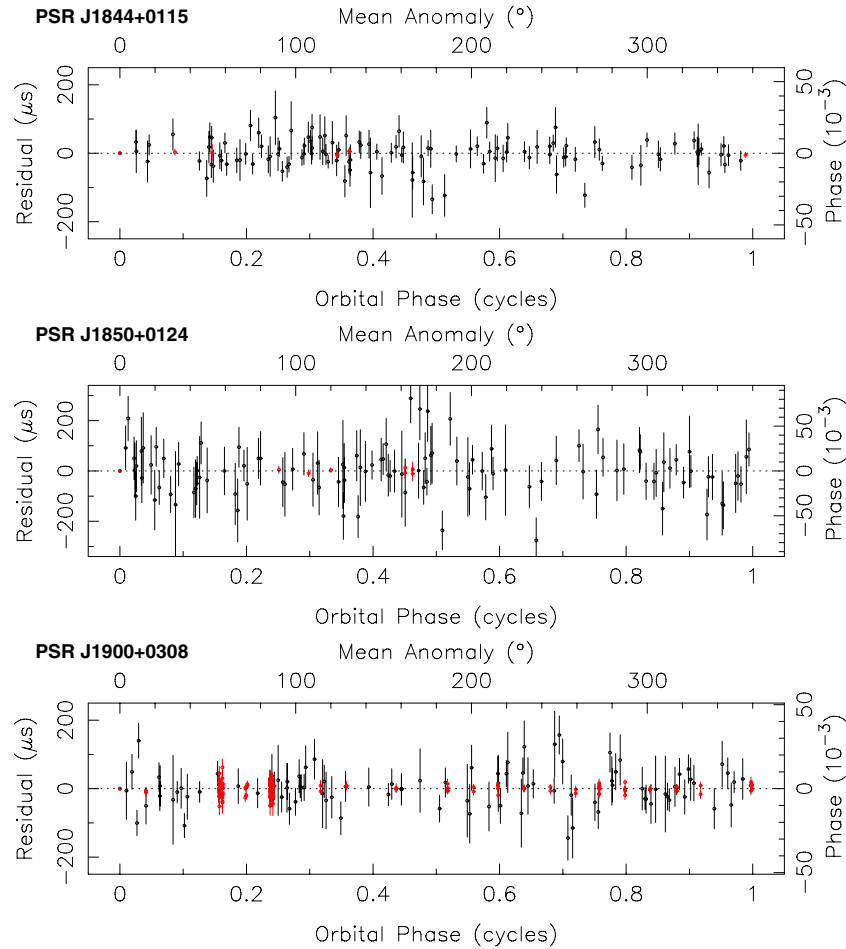 PSR J1844+0115
Mean Anomaly (°)
0 100 200 300
Residual (μs)
−200 0 200
Phase (10⁻³)
−50 0 50
0 0.2 0.4 0.6 0.8 1
Orbital Phase (cycles)
PSR J1850+0124
Mean Anomaly (°)
0 100 200 300
Residual (μs)
−200 0 200
Phase (10⁻³)
−50 0 50
0 0.2 0.4 0.6 0.8 1
Orbital Phase (cycles)
PSR J1900+0308
Mean Anomaly (°)
0 100 200 300
Residual (μs)
−200 0 200
Phase (10⁻³)
−50 0 50
0 0.2 0.4 0.6 0.8 1
Orbital Phase (cycles)